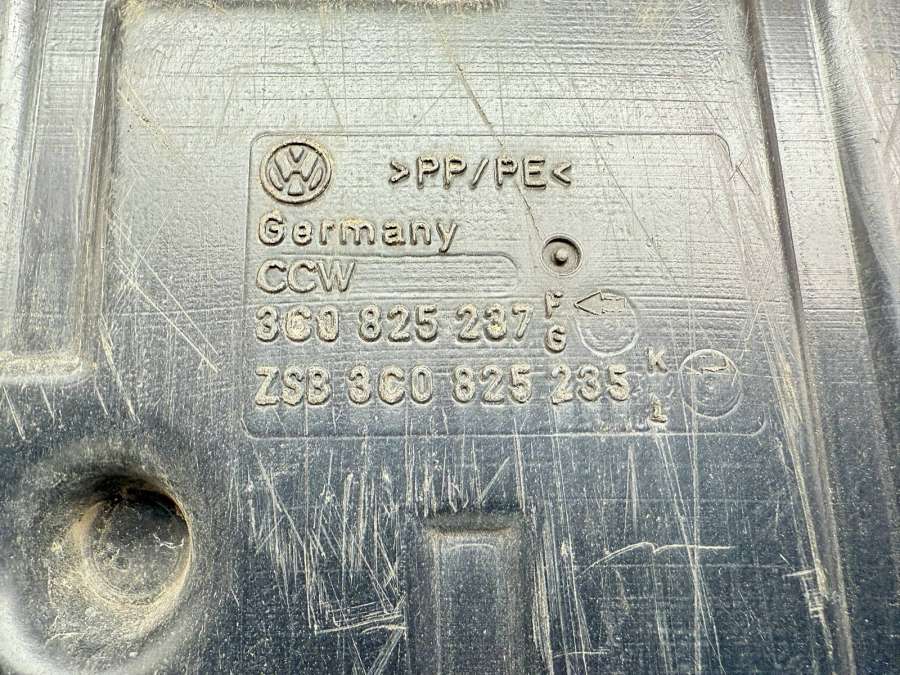 >PP/PE<
Germany
CCW
3C0 825 237 F G
ZSB 3C0 825 235 K L